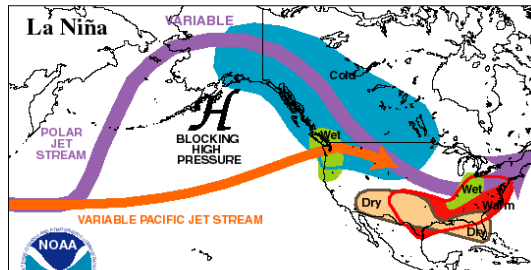 La Niña
VARIABLE
Cold
POLAR
JET
STREAM
H
BLOCKING
HIGH
PRESSURE
Wet
VARIABLE PACIFIC JET STREAM
Dry
Wet
Warm
Dry
NOAA